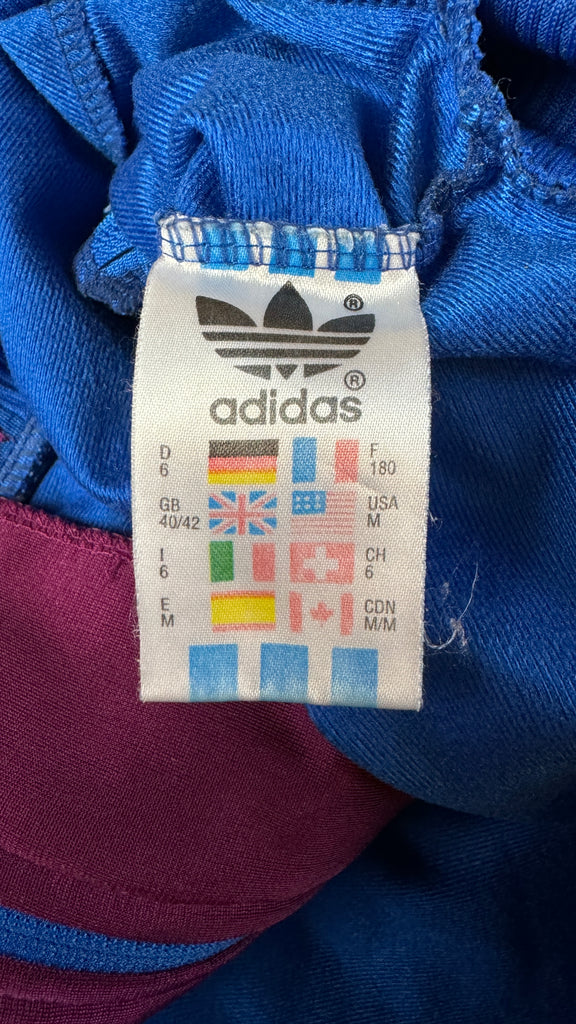 ®
®
adidas
D F
6 180
GB USA
40/42 M
I CH
6 6
E CDN
M M/M